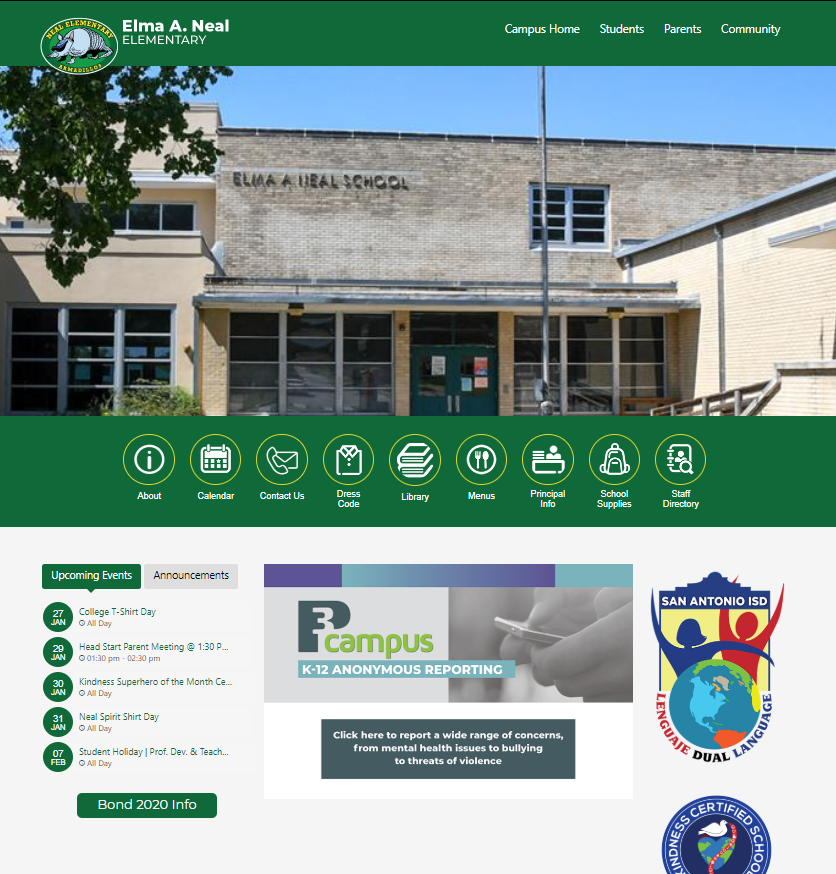 NEAL ELEMENTARY
ARMADILLOS
Elma A. Neal
ELEMENTARY
Campus Home
Students
Parents
Community
ELMA A NEAL SCHOOL
About
Calendar
Contact Us
Dress
Code
Library
Menus
Principal
Info
School
Supplies
Staff
Directory
Upcoming Events
Announcements
27
JAN
College T-Shirt Day
All Day
29
JAN
Head Start Parent Meeting @ 1:30 P...
01:30 pm - 02:30 pm
30
JAN
Kindness Superhero of the Month Ce...
All Day
31
JAN
Neal Spirit Shirt Day
All Day
07
FEB
Student Holiday | Prof. Dev. & Teach...
All Day
Bond 2020 Info
P3
campus
K-12 ANONYMOUS REPORTING
Click here to report a wide range of concerns,
from mental health issues to bullying
to threats of violence
SAN ANTONIO ISD
LENGUAJE DUAL LANGUAGE
KINDNESS CERTIFIED SCHOOL